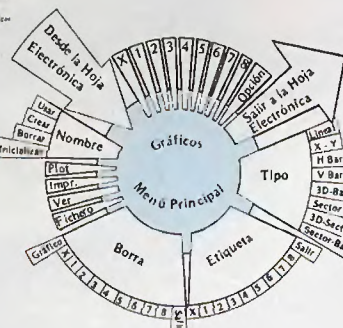 Desde la Hoja
Electrónica
X
1
2
3
4
5
6
7
8
Opción
Salir a la Hoja
Electrónica
Gráficos
Menú Principal
Nombre
Usar
Crear
Borrar
Inicializar
Plot
Impr.
Ver
Fichero
Tipo
Lineal
X - Y
H Bar
V Bar
3D-Ba
Sector
3D-Sect
Sector-Ba
Borra
Gráfico
X
1
2
3
4
5
6
7
8
Etiqueta
X
1
2
3
4
5
6
7
8
Salir